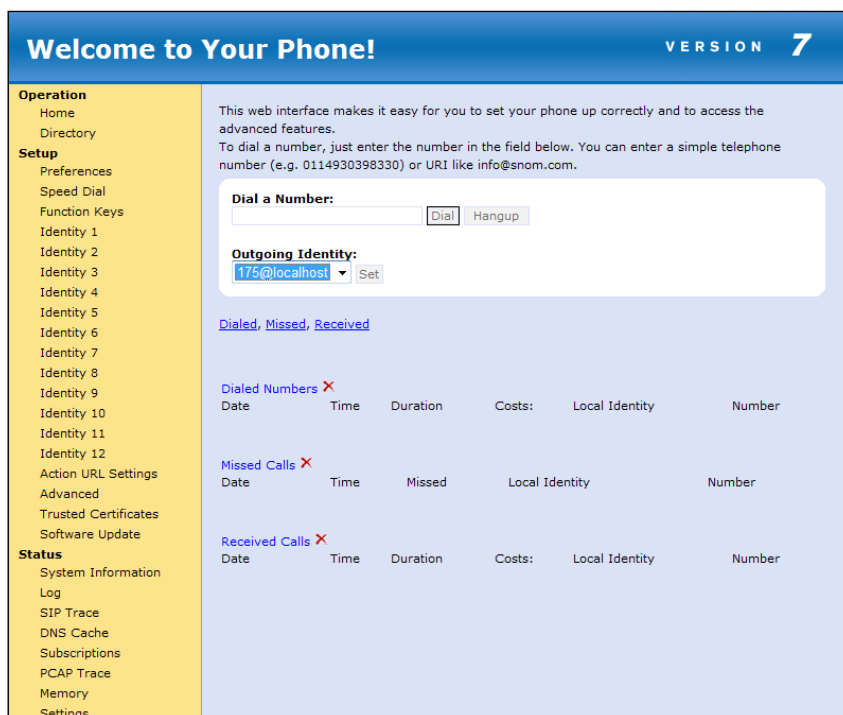 Welcome to Your Phone!
VERSION 7
Operation
Home
Directory
Setup
Preferences
Speed Dial
Function Keys
Identity 1
Identity 2
Identity 3
Identity 4
Identity 5
Identity 6
Identity 7
Identity 8
Identity 9
Identity 10
Identity 11
Identity 12
Action URL Settings
Advanced
Trusted Certificates
Software Update
Status
System Information
Log
SIP Trace
DNS Cache
Subscriptions
PCAP Trace
Memory
Settings
This web interface makes it easy for you to set your phone up correctly and to access the
advanced features.
To dial a number, just enter the number in the field below. You can enter a simple telephone
number (e.g. 0114930398330) or URI like info@snom.com.
Dial a Number:
Dial Hangup
Outgoing Identity:
175@localhost Set
Dialed, Missed, Received
Dialed Numbers
Date Time Duration Costs: Local Identity Number
Missed Calls
Date Time Missed Local Identity Number
Received Calls
Date Time Duration Costs: Local Identity Number